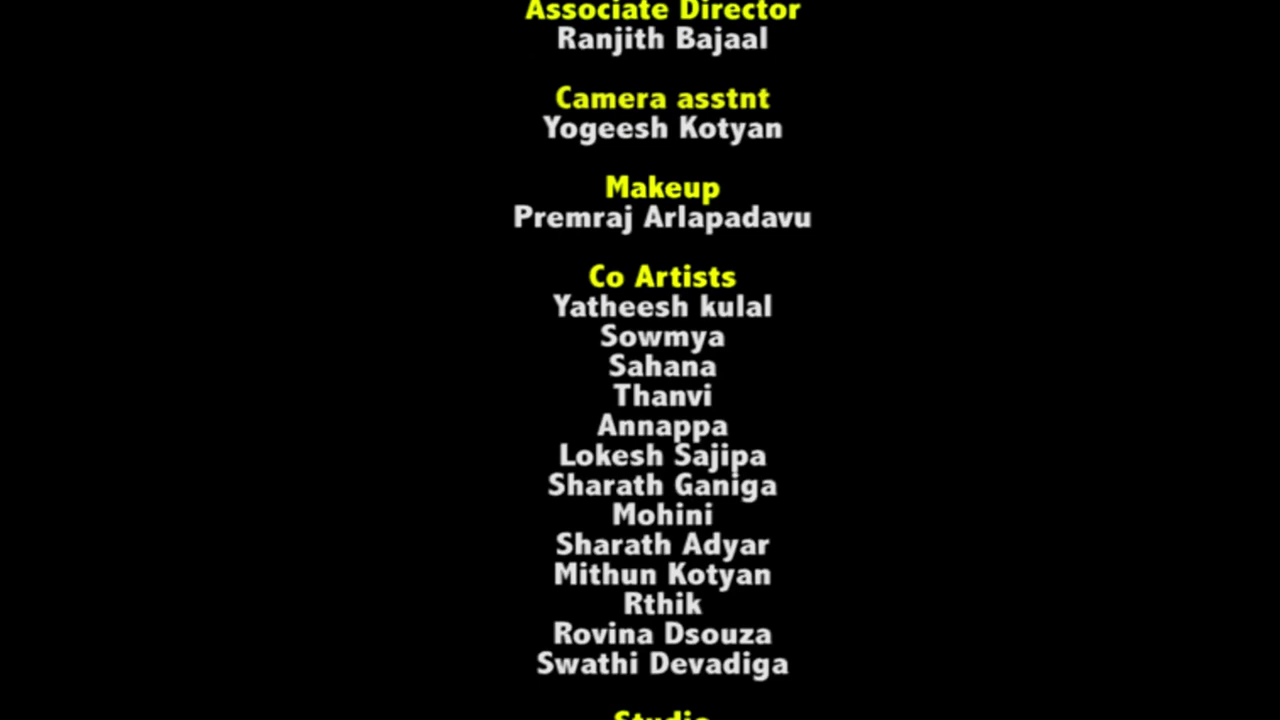 Associate Director
Ranjith Bajaal
Camera asstnt
Yogeesh Kotyan
Makeup
Premraj Arlapadavu
Co Artists
Yatheesh kulal
Sowmya
Sahana
Thanvi
Annappa
Lokesh Sajipa
Sharath Ganiga
Mohini
Sharath Adyar
Mithun Kotyan
Rthik
Rovina Dsouza
Swathi Devadiga
Studio